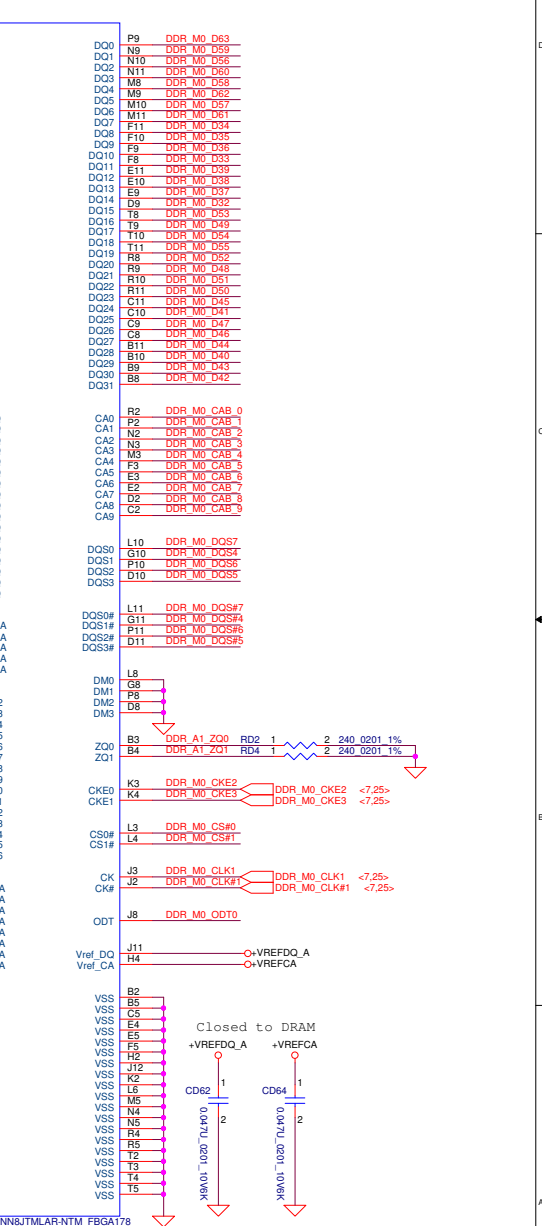 DQ0 P9 DDR_M0_D63
DQ1 N9 DDR_M0_D59
DQ2 N10 DDR_M0_D56
DQ3 N11 DDR_M0_D60
DQ4 M8 DDR_M0_D58
DQ5 M9 DDR_M0_D62
DQ6 M10 DDR_M0_D57
DQ7 M11 DDR_M0_D61
DQ8 F11 DDR_M0_D34
DQ9 F10 DDR_M0_D35
DQ10 F9 DDR_M0_D36
DQ11 F8 DDR_M0_D33
DQ12 E11 DDR_M0_D39
DQ13 E10 DDR_M0_D38
DQ14 E9 DDR_M0_D37
DQ15 D9 DDR_M0_D32
DQ16 T8 DDR_M0_D53
DQ17 T9 DDR_M0_D49
DQ18 T10 DDR_M0_D54
DQ19 T11 DDR_M0_D55
DQ20 R8 DDR_M0_D52
DQ21 R9 DDR_M0_D48
DQ22 R10 DDR_M0_D51
DQ23 R11 DDR_M0_D50
DQ24 C11 DDR_M0_D45
DQ25 C10 DDR_M0_D41
DQ26 C9 DDR_M0_D47
DQ27 C8 DDR_M0_D46
DQ28 B11 DDR_M0_D44
DQ29 B10 DDR_M0_D40
DQ30 B9 DDR_M0_D43
DQ31 B8 DDR_M0_D42
CA0 R2 DDR_M0_CAB_0
CA1 P2 DDR_M0_CAB_1
CA2 N2 DDR_M0_CAB_2
CA3 N3 DDR_M0_CAB_3
CA4 M3 DDR_M0_CAB_4
CA5 F3 DDR_M0_CAB_5
CA6 E3 DDR_M0_CAB_6
CA7 E2 DDR_M0_CAB_7
CA8 D2 DDR_M0_CAB_8
CA9 C2 DDR_M0_CAB_9
DQS0 L10 DDR_M0_DQS7
DQS1 G10 DDR_M0_DQS4
DQS2 P10 DDR_M0_DQS6
DQS3 D10 DDR_M0_DQS5
DQS0# L11 DDR_M0_DQS#7
DQS1# G11 DDR_M0_DQS#4
DQS2# P11 DDR_M0_DQS#6
DQS3# D11 DDR_M0_DQS#5
DM0 L8
DM1 G8
DM2 P8
DM3 D8
ZQ0 B3 DDR_A1_ZQ0 RD2 1 2 240_0201_1%
ZQ1 B4 DDR_A1_ZQ1 RD4 1 2 240_0201_1%
CKE0 K3 DDR_M0_CKE2 DDR_M0_CKE2 <7,25>
CKE1 K4 DDR_M0_CKE3 DDR_M0_CKE3 <7,25>
CS0# L3 DDR_M0_CS#0
CS1# L4 DDR_M0_CS#1
CK J3 DDR_M0_CLK1 DDR_M0_CLK1 <7,25>
CK# J2 DDR_M0_CLK#1 DDR_M0_CLK#1 <7,25>
ODT J8 DDR_M0_ODT0
Vref_DQ J11 +VREFDQ_A
Vref_CA H4 +VREFCA
VSS B2
VSS B5
VSS C5
VSS E4
VSS E5
VSS F5
VSS H2
VSS J12
VSS K2
VSS L6
VSS M5
VSS N4
VSS N5
VSS R4
VSS R5
VSS T2
VSS T3
VSS T4
VSS T5
Closed to DRAM
+VREFDQ_A +VREFCA
CD62 1 2 0.047U_0201_10V6K
CD64 1 2 0.047U_0201_10V6K
NN8JTMLAR-NTM_FBGA178